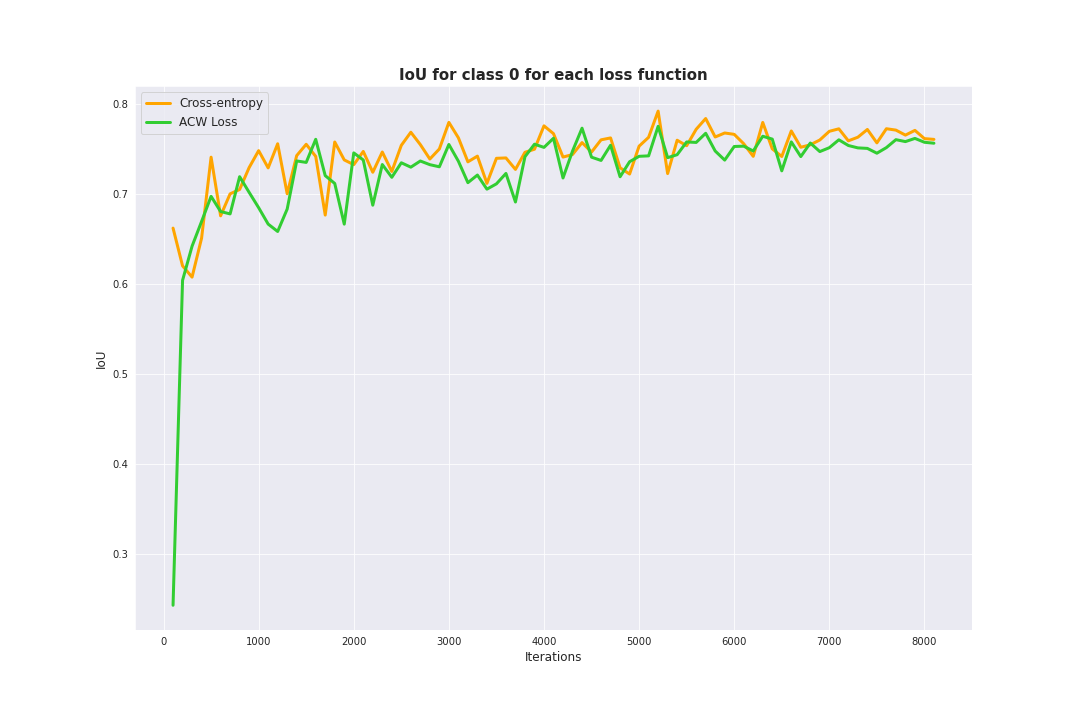 IoU for class 0 for each loss function
Cross-entropy
ACW Loss
0.8
0.7
0.6
0.5
0.4
0.3
IoU
0 1000 2000 3000 4000 5000 6000 7000 8000
Iterations